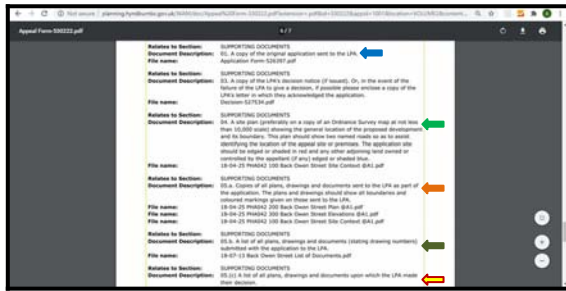 Not secure | planning.hyndburnbc.gov.uk
Appeal Form-530222.pdf
4 / 7
Relates to Section: SUPPORTING DOCUMENTS
Document Description: 01. A copy of the original application sent to the LPA.
File name: Application Form-526397.pdf
Relates to Section: SUPPORTING DOCUMENTS
Document Description: 03. A copy of the LPA's decision notice (if issued). Or, in the event of the
failure of the LPA to give a decision, if possible please enclose a copy of the
LPA's letter in which they acknowledged the application.
File name: Decision-527534.pdf
Relates to Section: SUPPORTING DOCUMENTS
Document Description: 04. A site plan (preferably on a copy of an Ordnance Survey map at not less
than 10,000 scale) showing the general location of the proposed development
and its boundary. This plan should show two named roads so as to assist
identifying the location of the appeal site or premises. The application site
should be edged or shaded in red and any other adjoining land owned or
controlled by the appellant (if any) edged or shaded blue.
File name: 18-04-25 PHA042 100 Back Owen Street Site Context @A1.pdf
Relates to Section: SUPPORTING DOCUMENTS
Document Description: 05.a. Copies of all plans, drawings and documents sent to the LPA as part of
the application. The plans and drawings should show all boundaries and
coloured markings given on those sent to the LPA.
File name: 18-04-25 PHA042 200 Back Owen Street Plan @A1.pdf
File name: 18-04-25 PHA042 300 Back Owen Street Elevations @A1.pdf
File name: 18-04-25 PHA042 100 Back Owen Street Site Context @A1.pdf
Relates to Section: SUPPORTING DOCUMENTS
Document Description: 05.b. A list of all plans, drawings and documents (stating drawing numbers)
submitted with the application to the LPA.
File name: 18-07-13 Back Owen Street List of Documents.pdf
Relates to Section: SUPPORTING DOCUMENTS
Document Description: 05.(c) A list of all plans, drawings and documents upon which the LPA made
their decision.